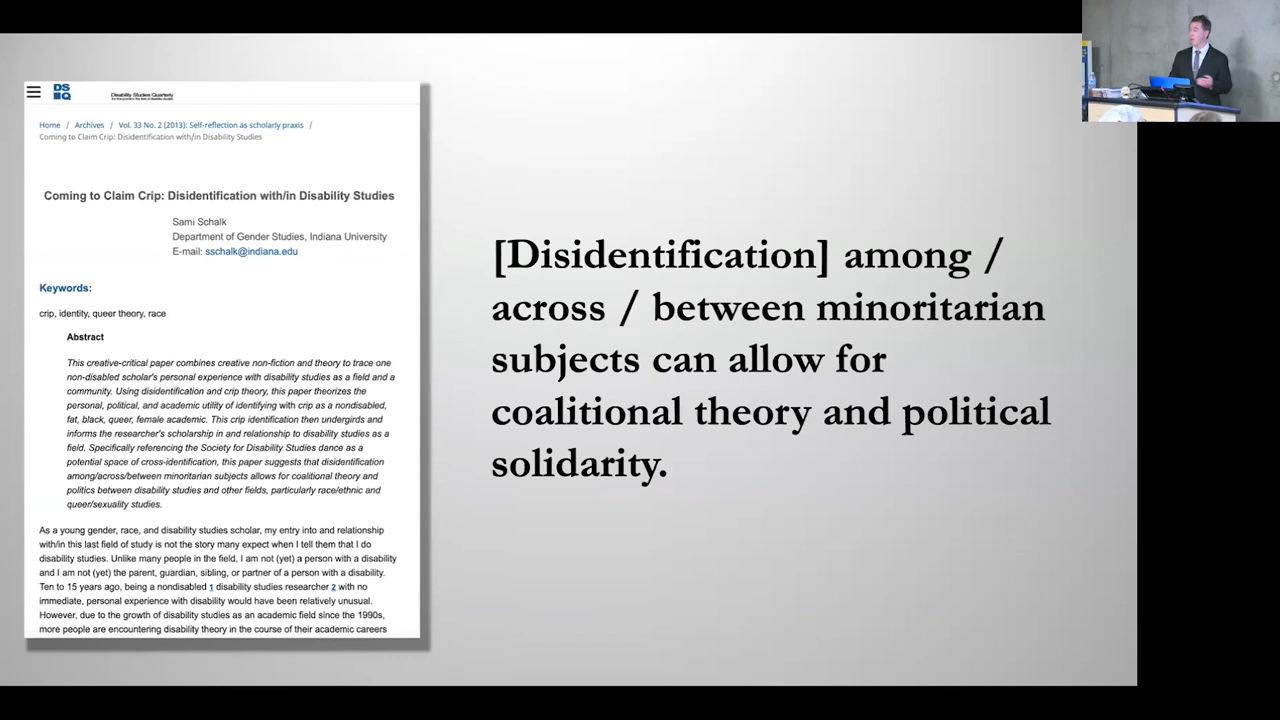 DS
Q
Disability Studies Quarterly
Home / Archives / Vol. 33 No. 2 (2013): Self-reflection as scholarly praxis /
Coming to Claim Crip: Disidentification with/in Disability Studies
Coming to Claim Crip: Disidentification with/in Disability Studies
Sami Schalk
Department of Gender Studies, Indiana University
E-mail: sschalk@indiana.edu
Keywords:
crip, identity, queer theory, race
Abstract
This creative-critical paper combines creative non-fiction and theory to trace one
non-disabled scholar's personal experience with disability studies as a field and a
community. Using disidentification and crip theory, this paper theorizes the
personal, political, and academic utility of identifying with crip as a nondisabled,
fat, black, queer, female academic. This crip identification then undergirds and
informs the researcher's scholarship in and relationship to disability studies as a
field. Specifically referencing the Society for Disability Studies dance as a
potential space of cross-identification, this paper suggests that disidentification
among/across/between minoritarian subjects allows for coalitional theory and
politics between disability studies and other fields, particularly race/ethnic and
queer/sexuality studies.
As a young gender, race, and disability studies scholar, my entry into and relationship
with/in this last field of study is not the story many expect when I tell them that I do
disability studies. Unlike many people in the field, I am not (yet) a person with a disability
and I am not (yet) the parent, guardian, sibling, or partner of a person with a disability.
Ten to 15 years ago, being a nondisabled 1 disability studies researcher 2 with no
immediate, personal experience with disability would have been relatively unusual.
However, due to the growth of disability studies as an academic field since the 1990s,
more people are encountering disability theory in the course of their academic careers
[Disidentification] among /
across / between minoritarian
subjects can allow for
coalitional theory and political
solidarity.